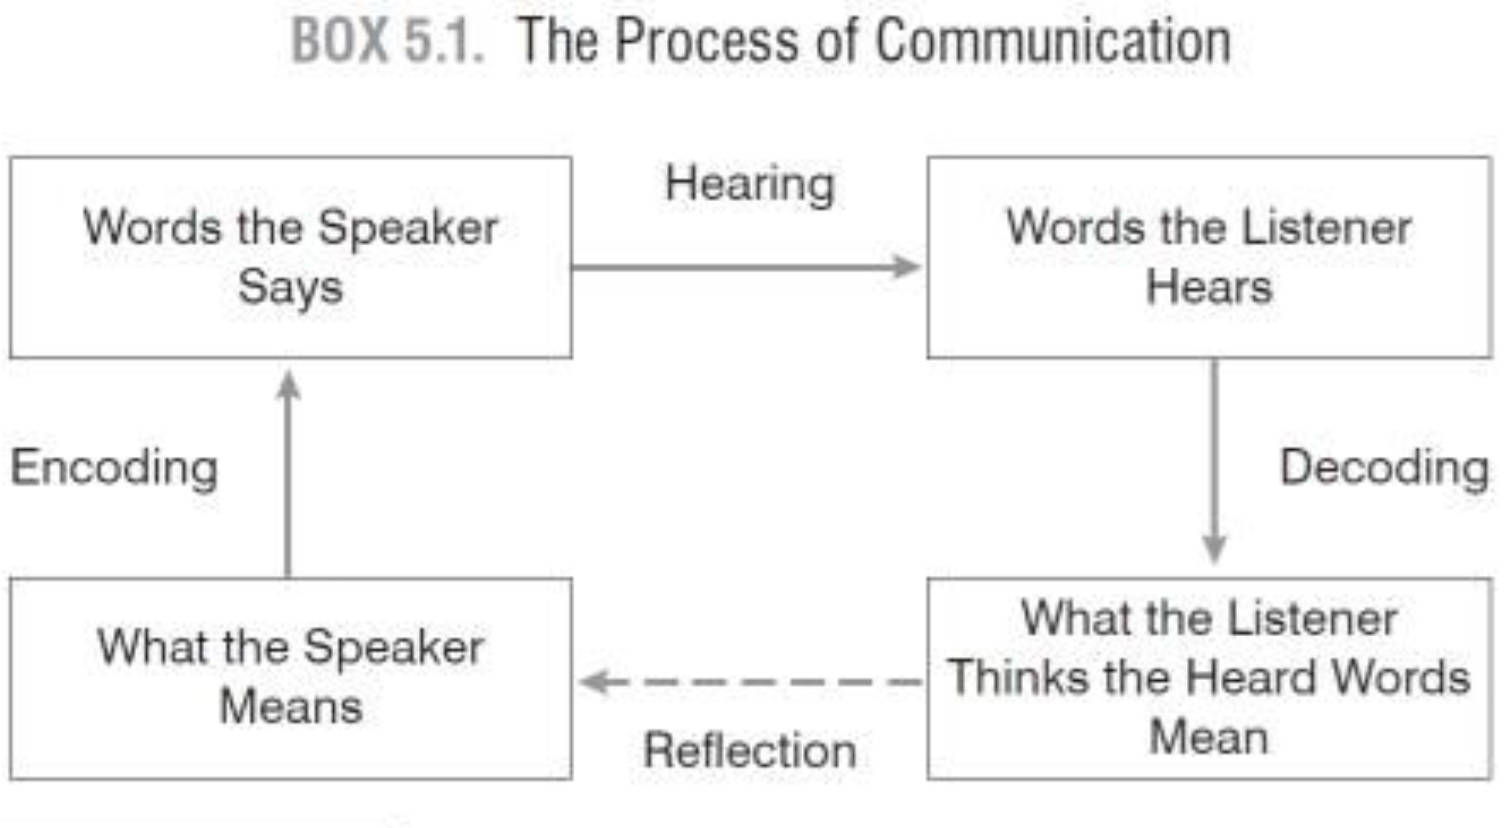 BOX 5.1. The Process of Communication
Words the Speaker
Says
Hearing
Words the Listener
Hears
Encoding
Decoding
What the Speaker
Means
Reflection
What the Listener
Thinks the Heard Words
Mean